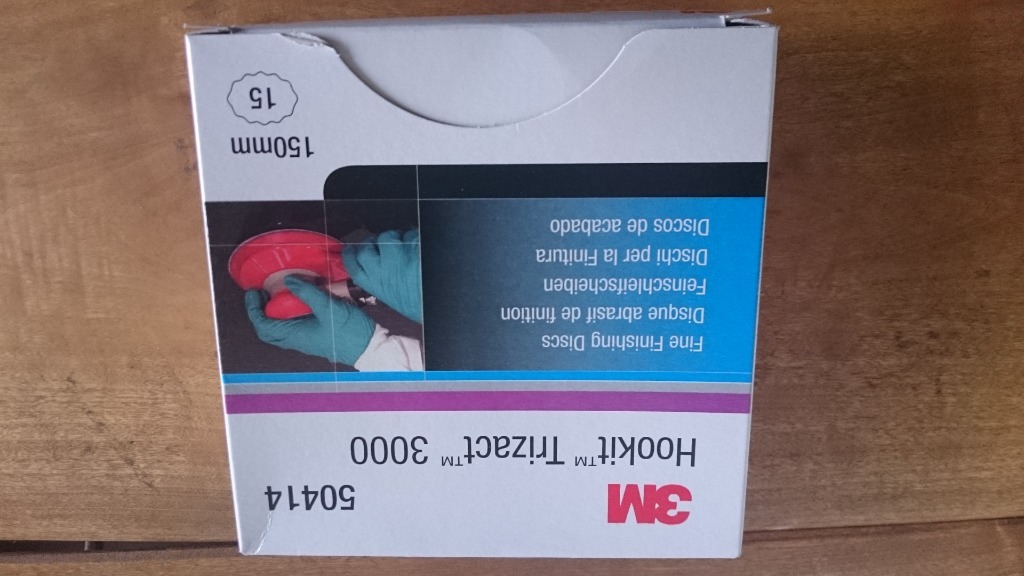 3M
50414
Hookit™ Trizact™ 3000
Fine Finishing Discs
Disque abrasif de finition
Feinschleifscheiben
Dischi per la Finitura
Discos de acabado
150mm
15